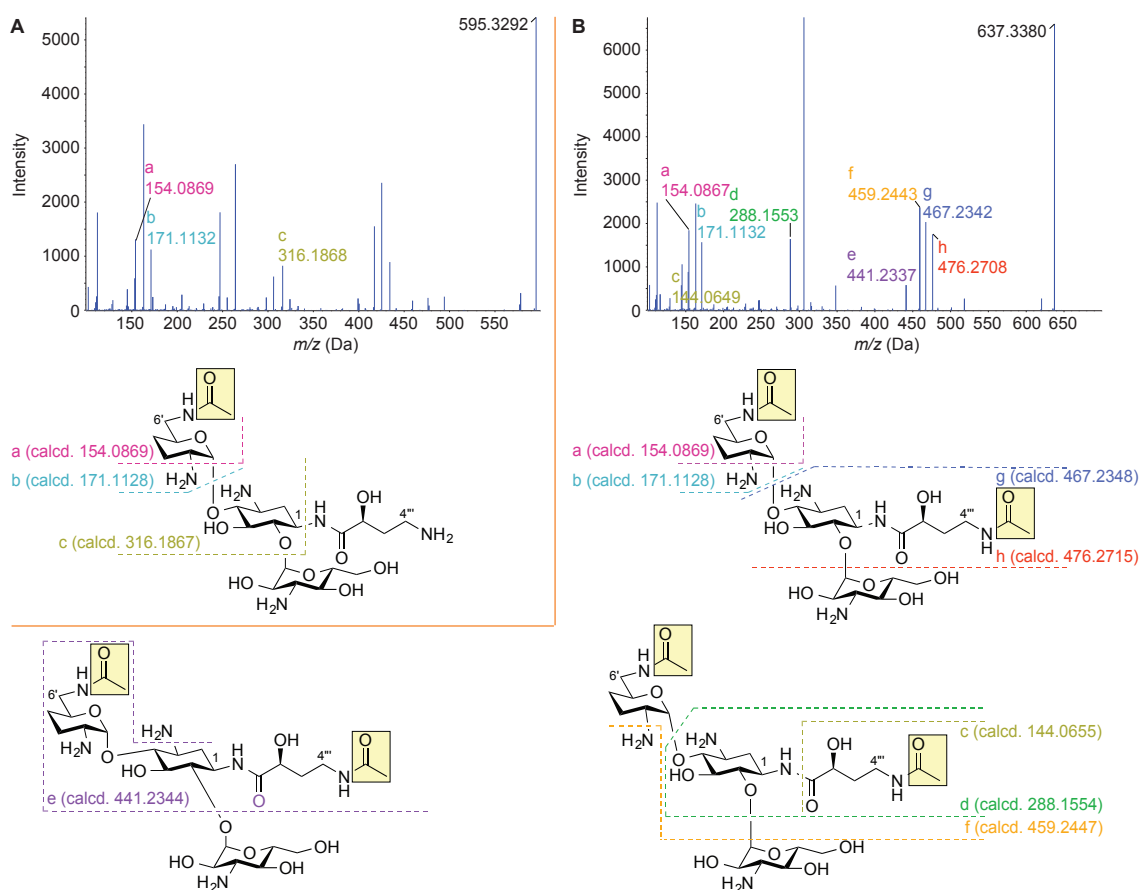 A
595.3292
5000
4000
3000
2000
1000
0
Intensity
a
154.0869
b
171.1132
c
316.1868
150 200 250 300 350 400 450 500 550
m/z (Da)
B
637.3380
6000
5000
4000
3000
2000
1000
0
Intensity
a
154.0867
b
171.1132
c
144.0649
d
288.1553
e
441.2337
f
459.2443
g
467.2342
h
476.2708
150 200 250 300 350 400 450 500 550 600 650
m/z (Da)
O
H
N
6'
O
a (calcd. 154.0869)
b (calcd. 171.1128)
H2N
H2N
O
HO
1
H
N
OH
4'''
O
NH2
O
c (calcd. 316.1867)
HO
O
OH
OH
H2N
O
H
N
6'
O
a (calcd. 154.0869)
b (calcd. 171.1128)
H2N
H2N
O
HO
1
H
N
OH
4'''
O
N
H
O
g (calcd. 467.2348)
h (calcd. 476.2715)
O
HO
O
OH
OH
H2N
O
H
N
6'
O
NH2
H2N
O
HO
1
H
N
OH
4'''
O
N
H
O
e (calcd. 441.2344)
O
HO
O
OH
OH
H2N
O
H
N
6'
O
H2N
H2N
O
HO
1
H
N
OH
4'''
O
N
H
O
c (calcd. 144.0655)
d (calcd. 288.1554)
f (calcd. 459.2447)
O
HO
O
OH
OH
H2N